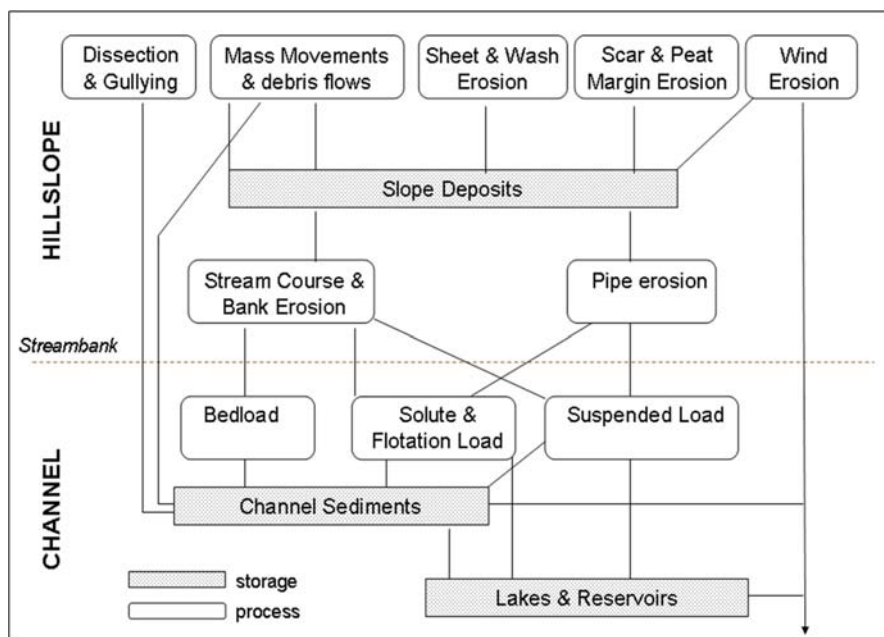 Dissection
& Gullying
Mass Movements
& debris flows
Sheet & Wash
Erosion
Scar & Peat
Margin Erosion
Wind
Erosion
HILLSLOPE
Slope Deposits
Stream Course &
Bank Erosion
Pipe erosion
Streambank
Bedload
Solute &
Flotation Load
Suspended Load
CHANNEL
Channel Sediments
storage
process
Lakes & Reservoirs